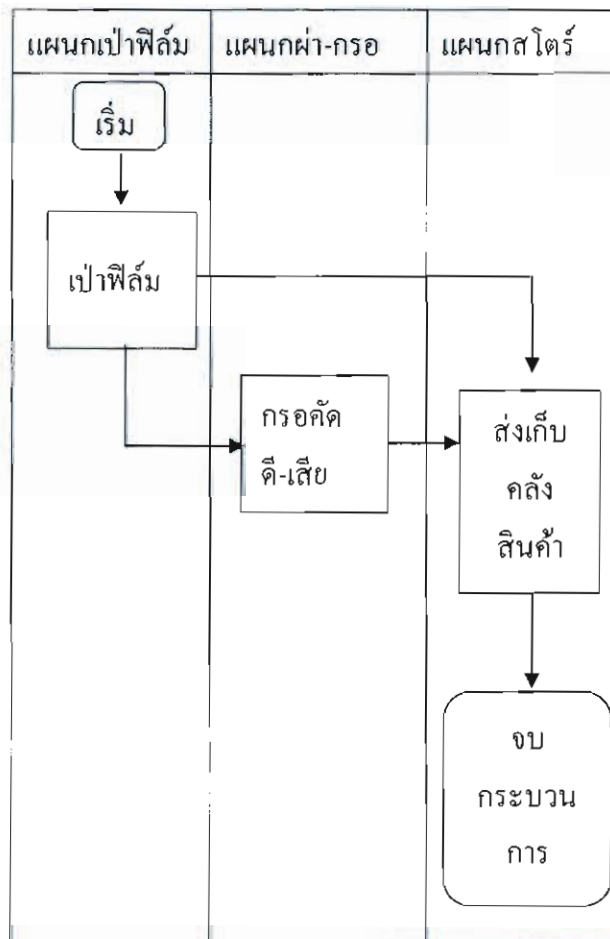 แผนกเป่าฟิล์ม แผนกผ่า-กรอ แผนกสโตร์
เริ่ม
เป่าฟิล์ม
กรอคัด
ดี-เสีย
ส่งเก็บ
คลัง
สินค้า
จบ
กระบวน
การ